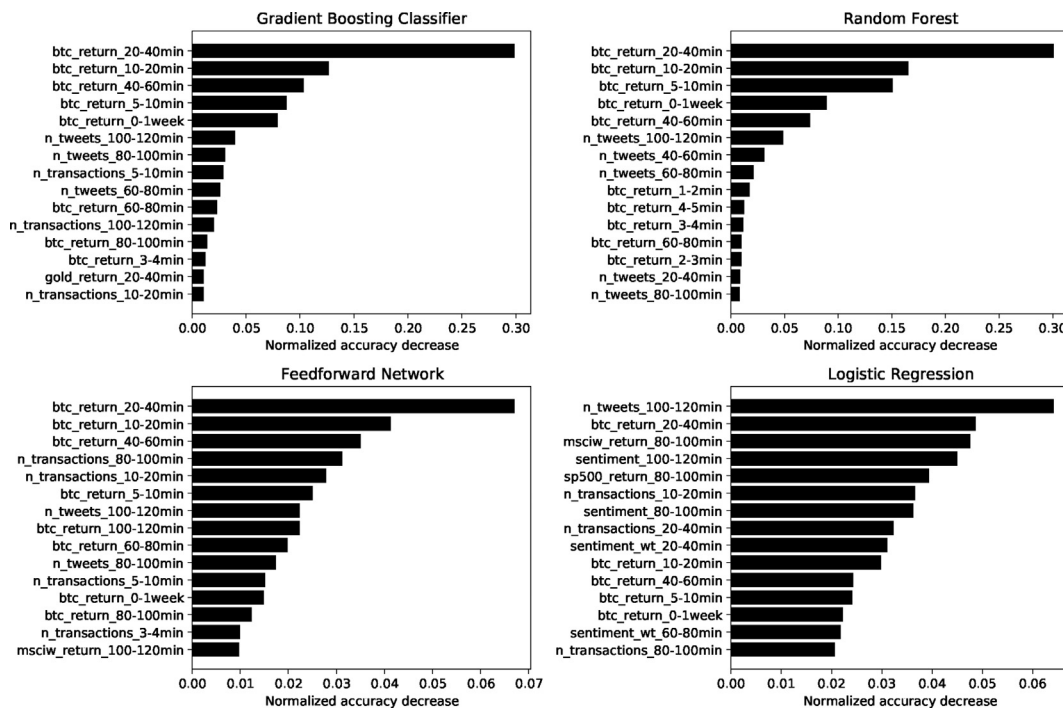 Gradient Boosting Classifier
btc_return_20-40min
btc_return_10-20min
btc_return_40-60min
btc_return_5-10min
btc_return_0-1week
n_tweets_100-120min
n_tweets_80-100min
n_transactions_5-10min
n_tweets_60-80min
btc_return_60-80min
n_transactions_100-120min
btc_return_80-100min
btc_return_3-4min
gold_return_20-40min
n_transactions_10-20min
0.00 0.05 0.10 0.15 0.20 0.25 0.30
Normalized accuracy decrease
Random Forest
btc_return_20-40min
btc_return_10-20min
btc_return_5-10min
btc_return_0-1week
btc_return_40-60min
n_tweets_100-120min
n_tweets_40-60min
n_tweets_60-80min
btc_return_1-2min
btc_return_4-5min
btc_return_3-4min
btc_return_60-80min
btc_return_2-3min
n_tweets_20-40min
n_tweets_80-100min
0.00 0.05 0.10 0.15 0.20 0.25 0.30
Normalized accuracy decrease
Feedforward Network
btc_return_20-40min
btc_return_10-20min
btc_return_40-60min
n_transactions_80-100min
n_transactions_10-20min
btc_return_5-10min
n_tweets_100-120min
btc_return_100-120min
btc_return_60-80min
n_tweets_80-100min
n_transactions_5-10min
btc_return_0-1week
btc_return_80-100min
n_transactions_3-4min
msciw_return_100-120min
0.00 0.01 0.02 0.03 0.04 0.05 0.06 0.07
Normalized accuracy decrease
Logistic Regression
n_tweets_100-120min
btc_return_20-40min
msciw_return_80-100min
sentiment_100-120min
sp500_return_80-100min
n_transactions_10-20min
sentiment_80-100min
n_transactions_20-40min
sentiment_wt_20-40min
btc_return_10-20min
btc_return_40-60min
btc_return_5-10min
btc_return_0-1week
sentiment_wt_60-80min
n_transactions_80-100min
0.00 0.01 0.02 0.03 0.04 0.05 0.06
Normalized accuracy decrease